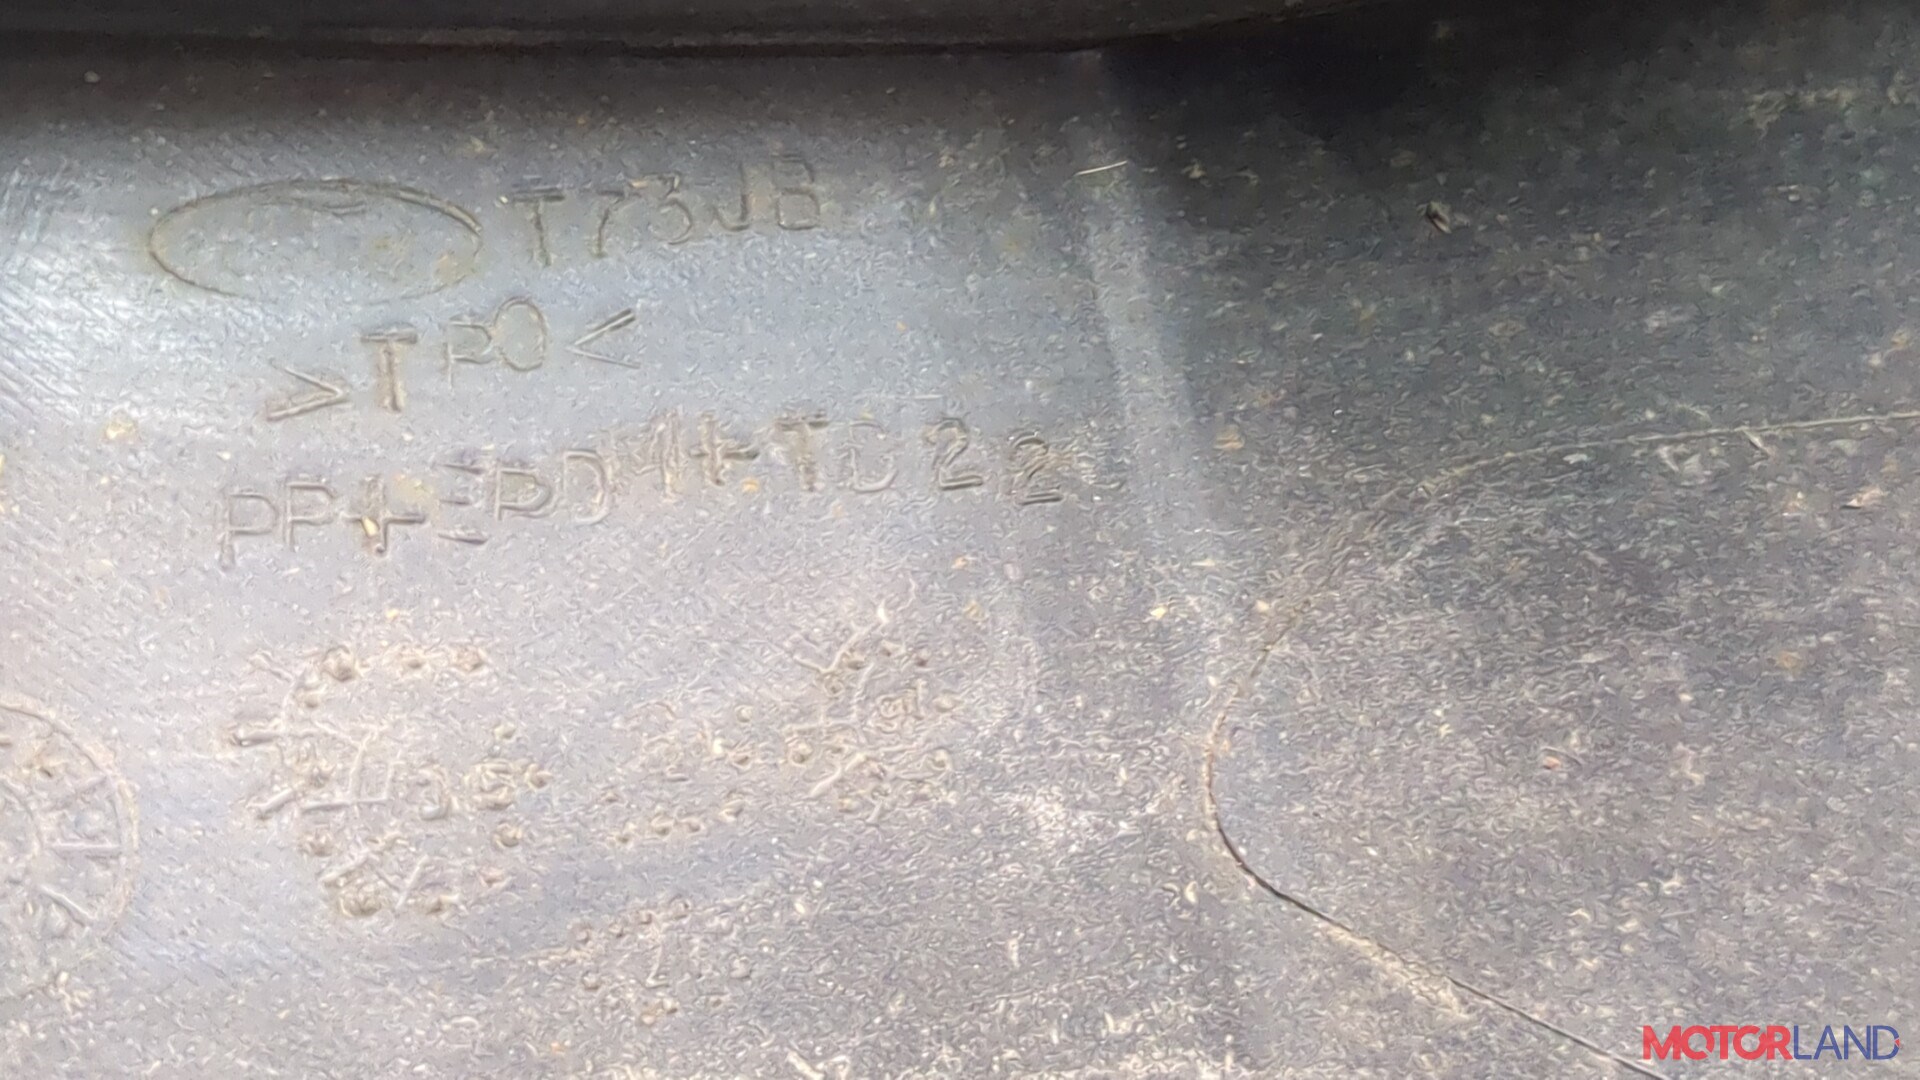 T73JB
>TPO<
PP+EPDM+TD22
MOTORLAND